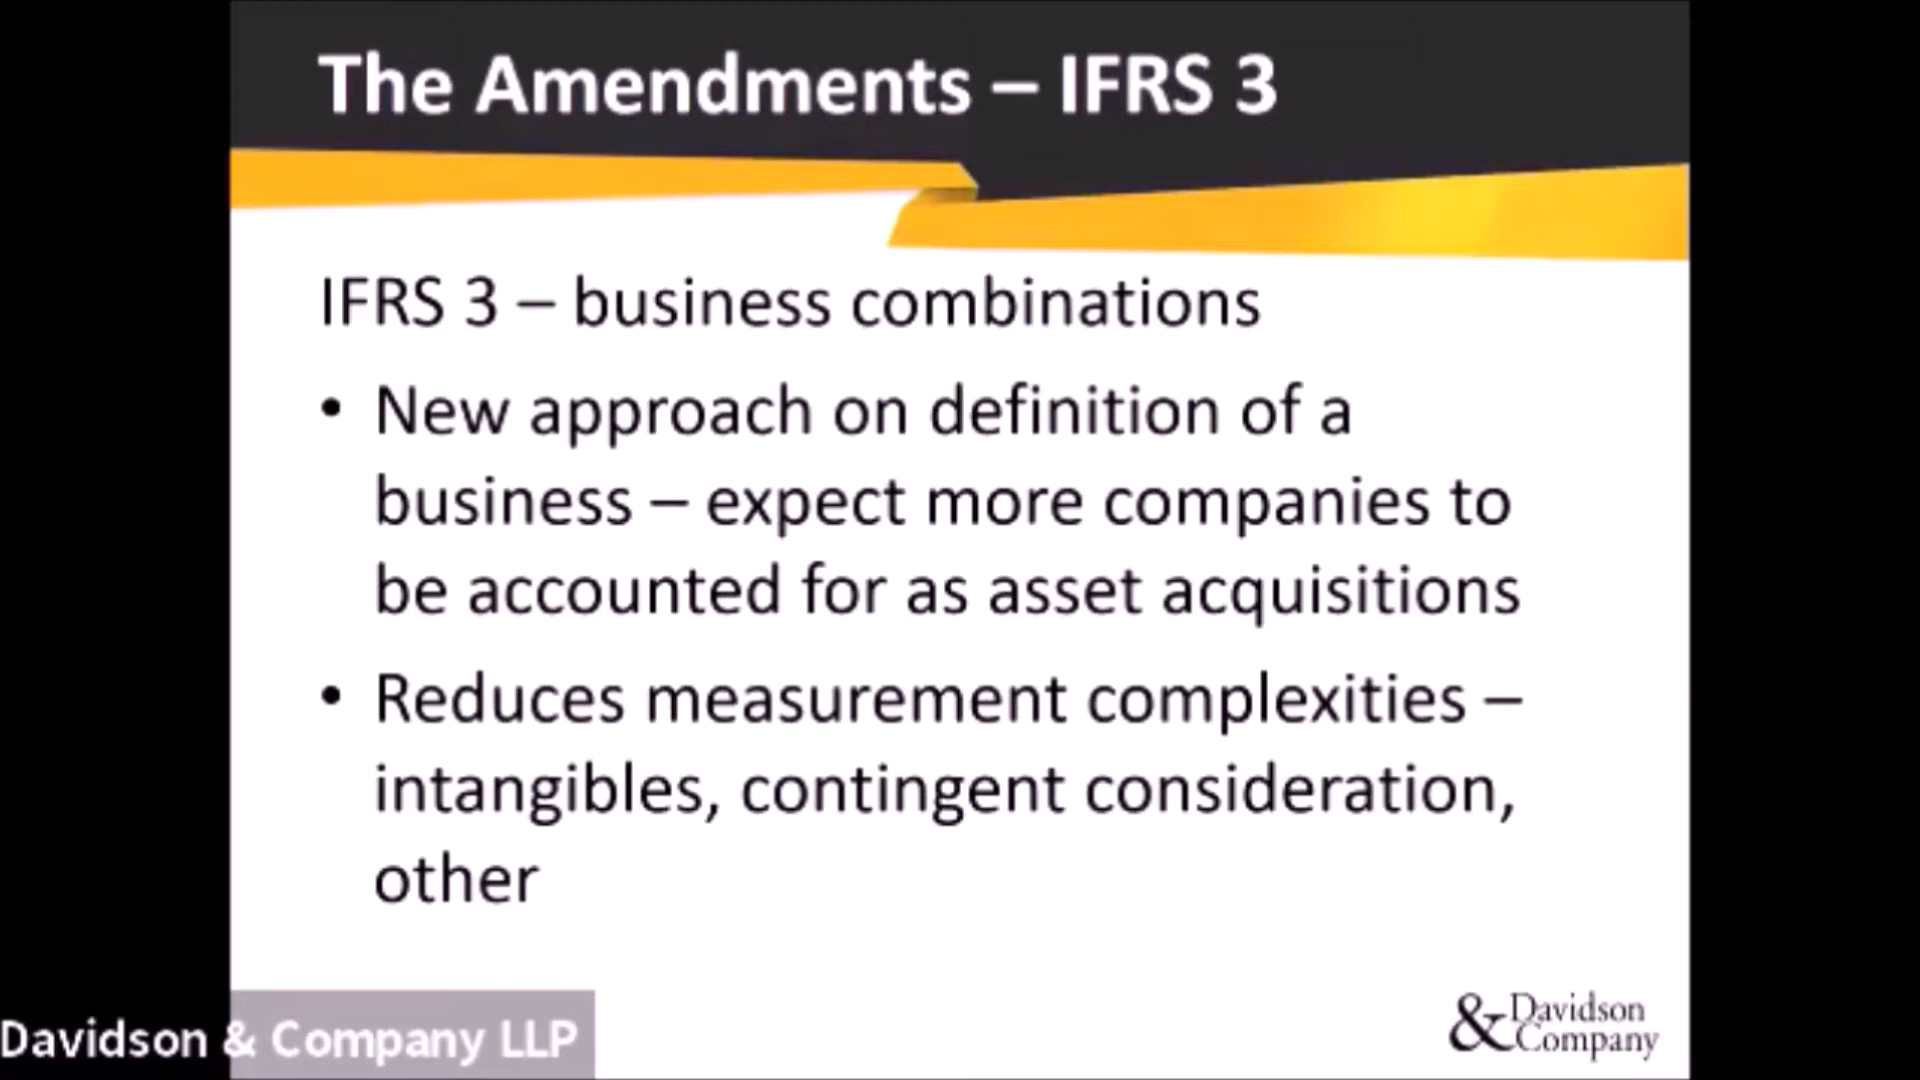 The Amendments – IFRS 3
IFRS 3 – business combinations
• New approach on definition of a
business – expect more companies to
be accounted for as asset acquisitions
• Reduces measurement complexities –
intangibles, contingent consideration,
other
Davidson & Company LLP
& Davidson
Company